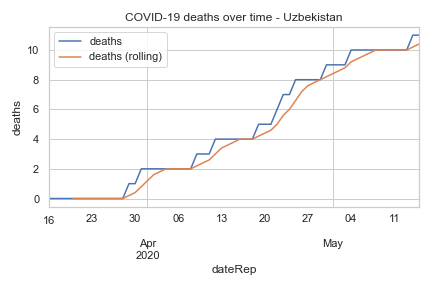 COVID-19 deaths over time - Uzbekistan
deaths
deaths (rolling)
deaths
10
8
6
4
2
0
16 23 30 06 13 20 27 04 11
Apr May
2020
dateRep